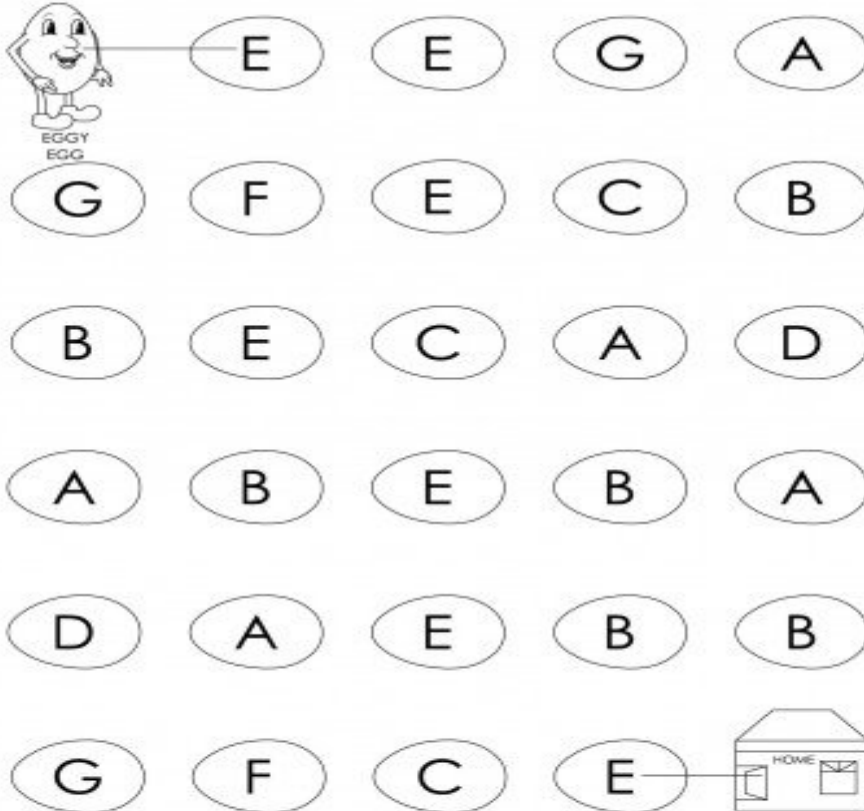 E E G A
EGGY
EGG
G F E C B
B E C A D
A B E B A
D A E B B
G F C E
HOME